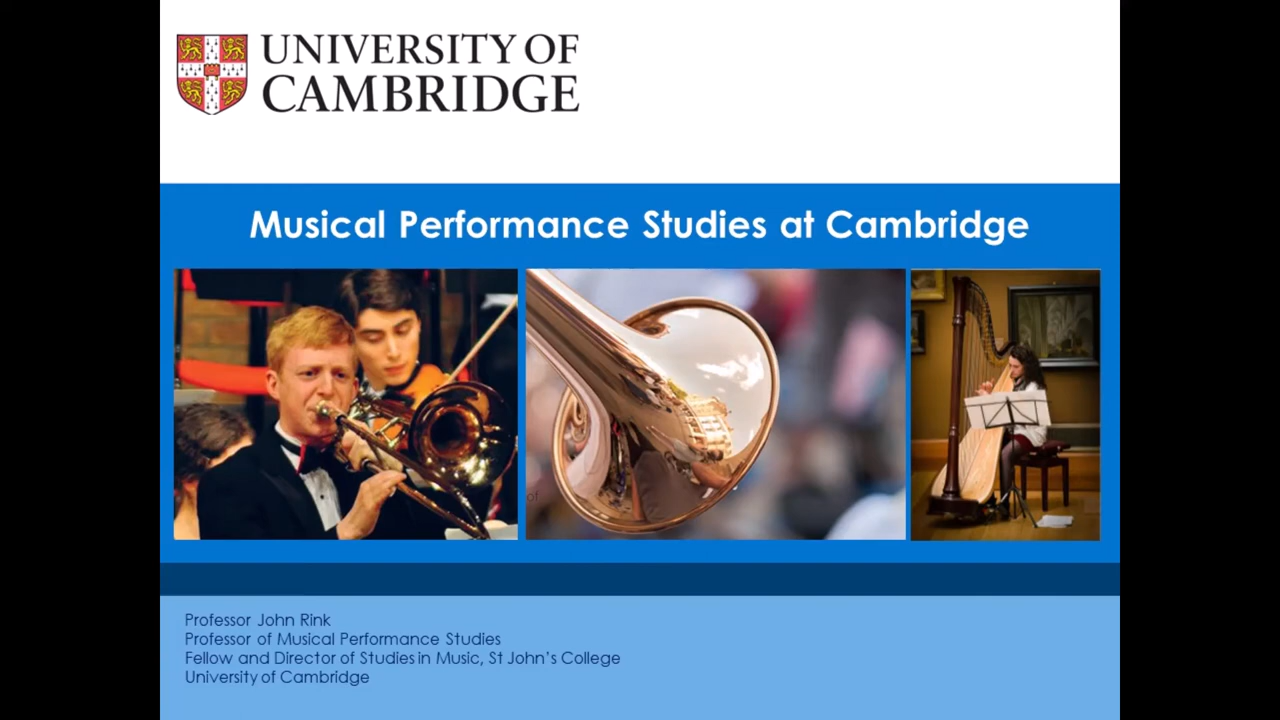 UNIVERSITY OF
CAMBRIDGE
Musical Performance Studies at Cambridge
of
Professor John Rink
Professor of Musical Performance Studies
Fellow and Director of Studies in Music, St John's College
University of Cambridge